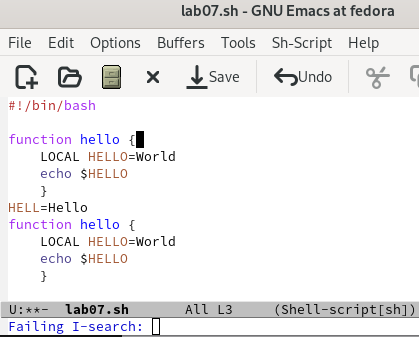 lab07.sh - GNU Emacs at fedora
File Edit Options Buffers Tools Sh-Script Help
Save Undo
#!/bin/bash
function hello {
    LOCAL HELLO=World
    echo $HELLO
    }
HELL=Hello
function hello {
    LOCAL HELLO=World
    echo $HELLO
    }
U:**-  lab07.sh       All L3     (Shell-script[sh])
Failing I-search: